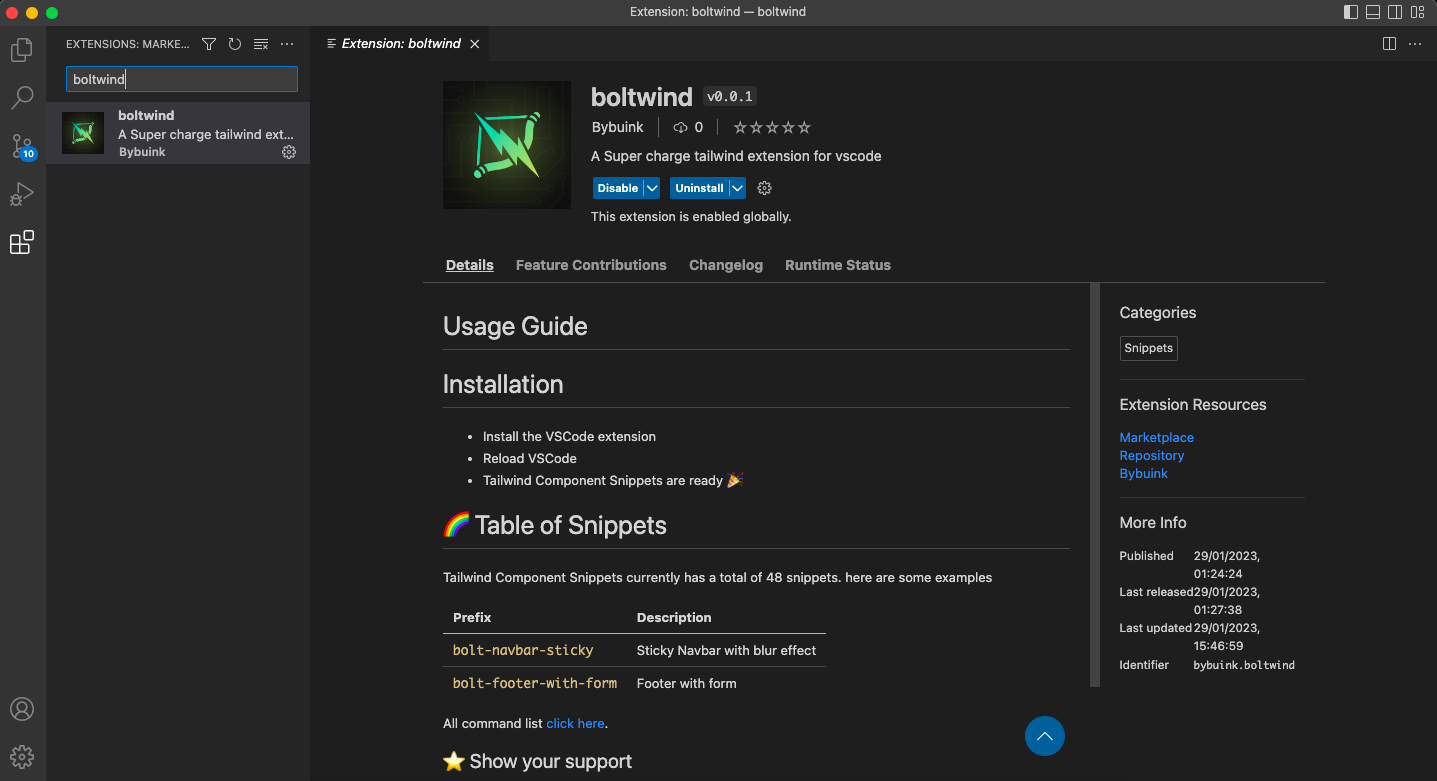 Extension: boltwind — boltwind
EXTENSIONS: MARKE...
Extension: boltwind
boltwind
boltwind
A Super charge tailwind ext...
Bybuink
10
boltwind v0.0.1
Bybuink 0
A Super charge tailwind extension for vscode
Disable Uninstall
This extension is enabled globally.
Details Feature Contributions Changelog Runtime Status
Usage Guide
Installation
• Install the VSCode extension
• Reload VSCode
• Tailwind Component Snippets are ready 🎉
🌈 Table of Snippets
Tailwind Component Snippets currently has a total of 48 snippets. here are some examples
Prefix Description
bolt-navbar-sticky Sticky Navbar with blur effect
bolt-footer-with-form Footer with form
All command list click here.
⭐ Show your support
Categories
Snippets
Extension Resources
Marketplace
Repository
Bybuink
More Info
Published 29/01/2023,
01:24:24
Last released 29/01/2023,
01:27:38
Last updated 29/01/2023,
15:46:59
Identifier bybuink.boltwind